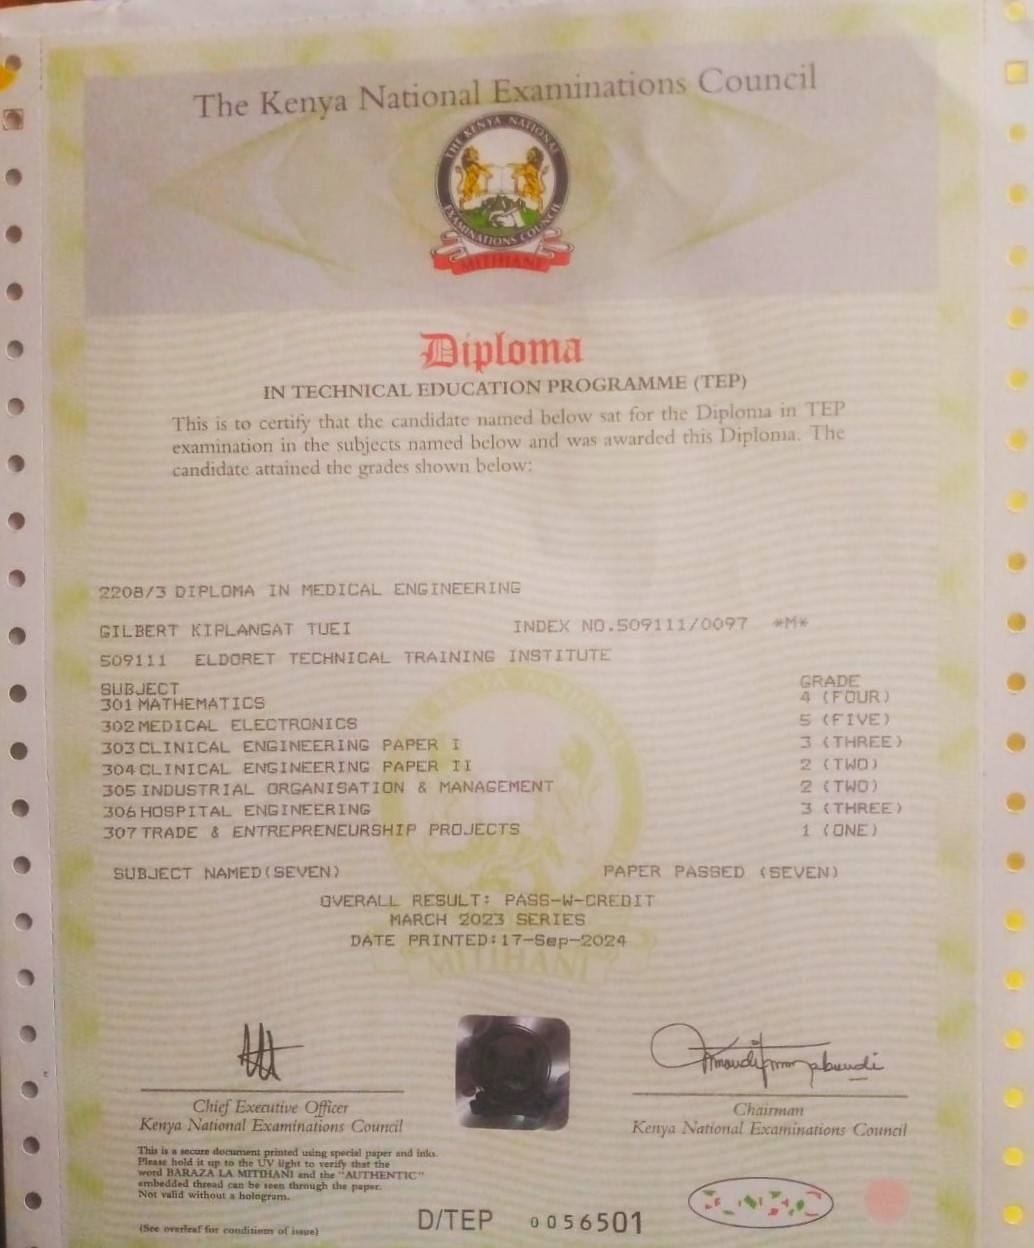 The Kenya National Examinations Council
THE KENYA NATIONAL
EXAMINATIONS COUNCIL
MITIHANI
Diploma
IN TECHNICAL EDUCATION PROGRAMME (TEP)
This is to certify that the candidate named below sat for the Diploma in TEP
examination in the subjects named below and was awarded this Diploma. The
candidate attained the grades shown below:
2208/3 DIPLOMA IN MEDICAL ENGINEERING
GILBERT KIPLANGAT TUEI INDEX NO.509111/0097 *M*
509111 ELDORET TECHNICAL TRAINING INSTITUTE
SUBJECT GRADE
301 MATHEMATICS 4 (FOUR)
302 MEDICAL ELECTRONICS 5 (FIVE)
303 CLINICAL ENGINEERING PAPER I 3 (THREE)
304 CLINICAL ENGINEERING PAPER II 2 (TWO)
305 INDUSTRIAL ORGANISATION & MANAGEMENT 2 (TWO)
306 HOSPITAL ENGINEERING 3 (THREE)
307 TRADE & ENTREPRENEURSHIP PROJECTS 1 (ONE)
SUBJECT NAMED(SEVEN) PAPER PASSED (SEVEN)
OVERALL RESULT: PASS-W-CREDIT
MARCH 2023 SERIES
DATE PRINTED:17-Sep-2024
MITIHANI
Chief Executive Officer
Kenya National Examinations Council
Chairman
Kenya National Examinations Council
This is a secure document printed using special paper and inks.
Please hold it up to the UV light to verify that the
word BARAZA LA MITIHANI and the "AUTHENTIC"
embedded thread can be seen through the paper.
Not valid without a hologram.
(See overleaf for conditions of issue)
D/TEP 0056501